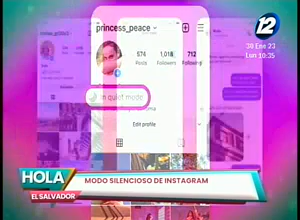 princess_peace
12
30 Ene 23
Lun 10:35
674
1,018
712
Posts
Followers
Following
In quiet mode
Edit profile
HOLA
EL SALVADOR
MODO SILENCIOSO DE INSTAGRAM